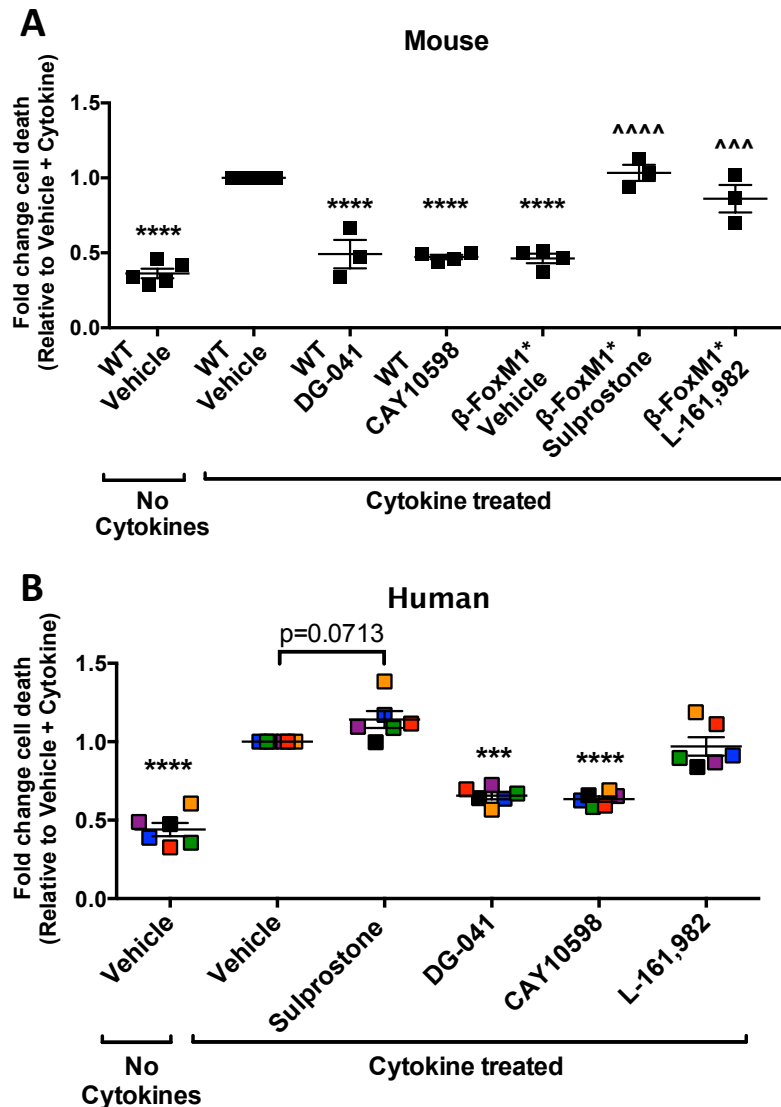 A
Mouse
Fold change cell death
(Relative to Vehicle + Cytokine)
1.5
1.0
0.5
0.0
****
****
****
****
^^^^
^^^
WT
Vehicle
WT
Vehicle
WT
DG-041
WT
CAY10598
β-FoxM1*
Vehicle
β-FoxM1*
Sulprostone
β-FoxM1*
L-161,982
No
Cytokines
Cytokine treated
B
Human
Fold change cell death
(Relative to Vehicle + Cytokine)
p=0.0713
1.5
1.0
0.5
0.0
****
***
****
Vehicle
Vehicle
Sulprostone
DG-041
CAY10598
L-161,982
No
Cytokines
Cytokine treated